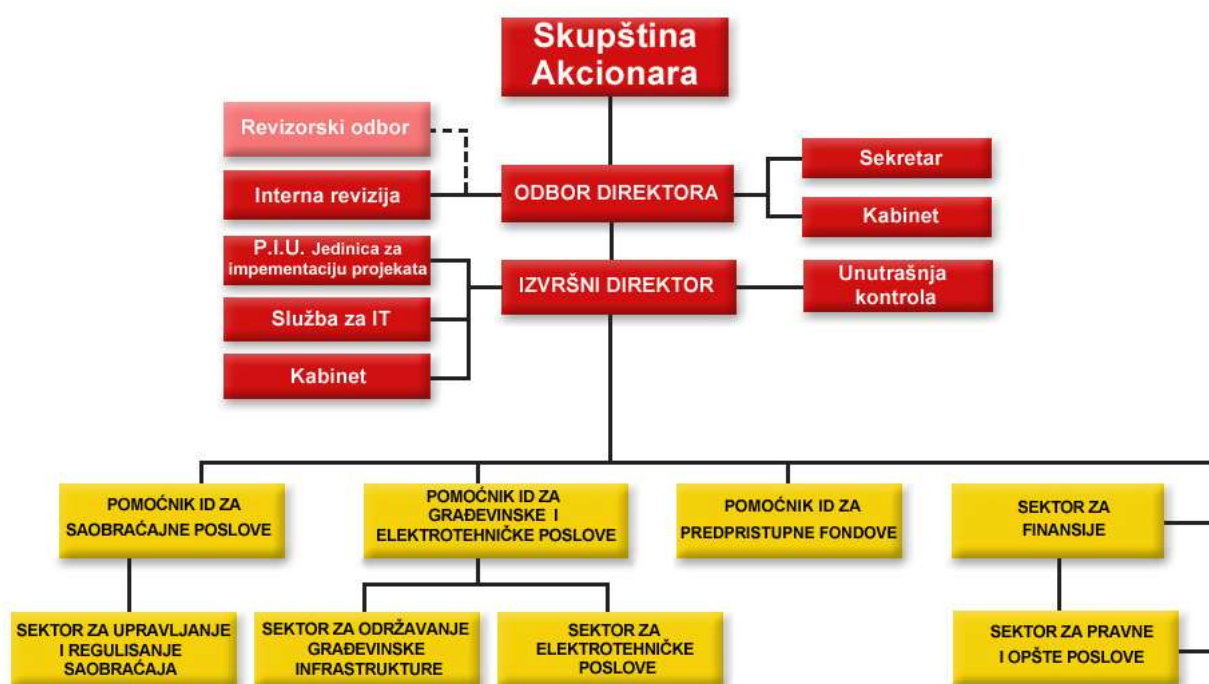 Skupština
Akcionara
Revizorski odbor
Sekretar
Interna revizija
ODBOR DIREKTORA
Kabinet
P.I.U. Jedinica za
impementaciju projekata
IZVRŠNI DIREKTOR
Unutrašnja
kontrola
Služba za IT
Kabinet
POMOĆNIK ID ZA
SAOBRAĆAJNE POSLOVE
POMOĆNIK ID ZA
GRAĐEVINSKE I
ELEKTROTEHNIČKE POSLOVE
POMOĆNIK ID ZA
PREDPRISTUPNE FONDOVE
SEKTOR ZA
FINANSIJE
SEKTOR ZA UPRAVLJANJE
I REGULISANJE
SAOBRAĆAJA
SEKTOR ZA ODRŽAVANJE
GRAĐEVINSKE
INFRASTRUKTURE
SEKTOR ZA
ELEKTROTEHNIČKE
POSLOVE
SEKTOR ZA PRAVNE
I OPŠTE POSLOVE